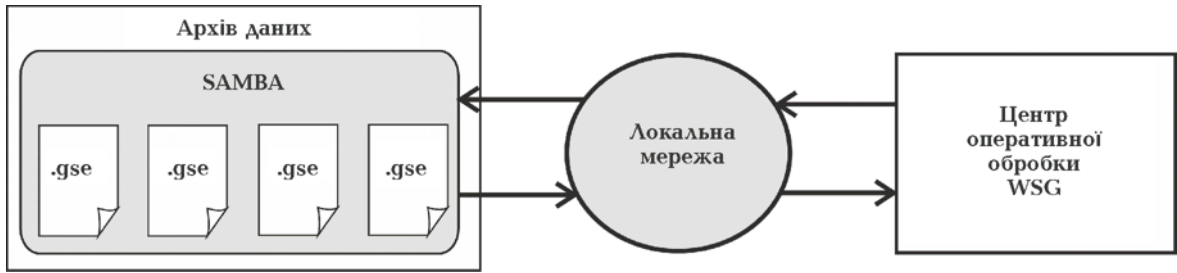 Архів даних
SAMBA
.gse
.gse
.gse
.gse
Локальна
мережа
Центр
оперативної
обробки
WSG